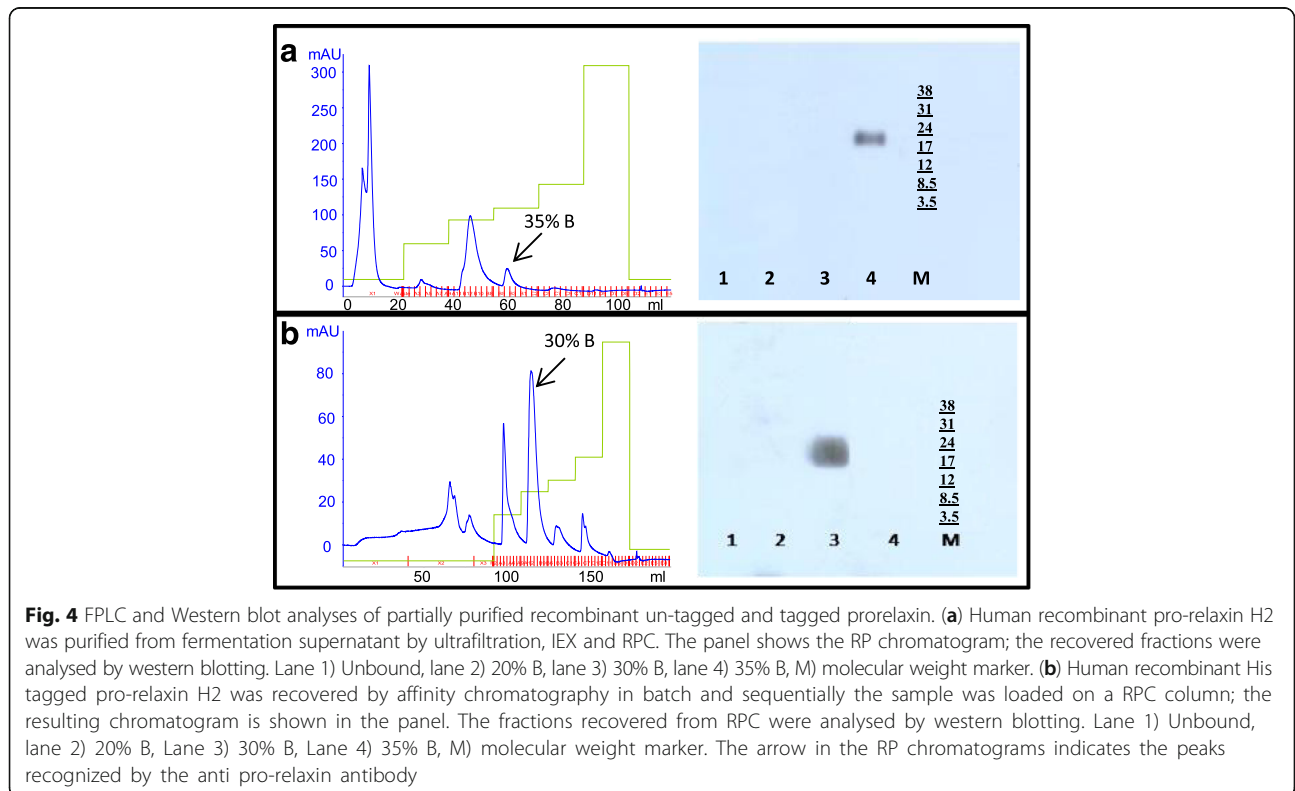 a
mAU
300
250
200
150
100
50
0
35% B
0 20 40 60 80 100 ml
38
31
24
17
12
8.5
3.5
1 2 3 4 M
b
mAU
80
60
40
20
0
30% B
50 100 150 ml
38
31
24
17
12
8.5
3.5
1 2 3 4 M
Fig. 4 FPLC and Western blot analyses of partially purified recombinant un-tagged and tagged prorelaxin. (a) Human recombinant pro-relaxin H2
was purified from fermentation supernatant by ultrafiltration, IEX and RPC. The panel shows the RP chromatogram; the recovered fractions were
analysed by western blotting. Lane 1) Unbound, lane 2) 20% B, lane 3) 30% B, lane 4) 35% B, M) molecular weight marker. (b) Human recombinant His
tagged pro-relaxin H2 was recovered by affinity chromatography in batch and sequentially the sample was loaded on a RPC column; the
resulting chromatogram is shown in the panel. The fractions recovered from RPC were analysed by western blotting. Lane 1) Unbound,
lane 2) 20% B, Lane 3) 30% B, Lane 4) 35% B, M) molecular weight marker. The arrow in the RP chromatograms indicates the peaks
recognized by the anti pro-relaxin antibody